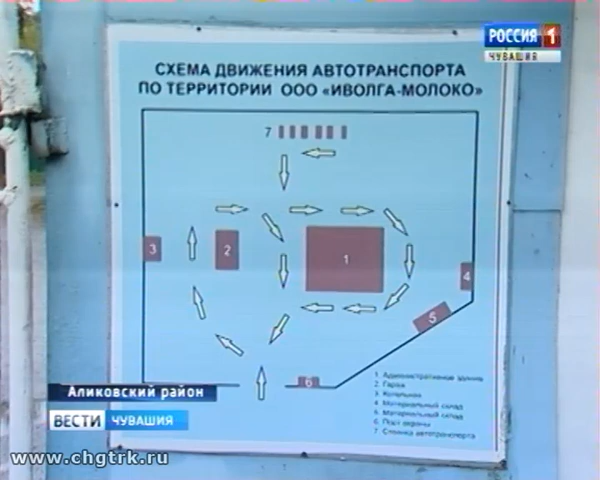 РОССИЯ 1
ЧУВАШИЯ
СХЕМА ДВИЖЕНИЯ АВТОТРАНСПОРТА
ПО ТЕРРИТОРИИ ООО «ИВОЛГА-МОЛОКО»
7
3
2
1
4
5
6
1 Административное здание
2 Гараж
3 Котельная
4 Материальный склад
5 Материальный склад
6 Пост охраны
7 Стоянка автотранспорта
Аликовский район
ВЕСТИ ЧУВАШИЯ
www.chgtrk.ru